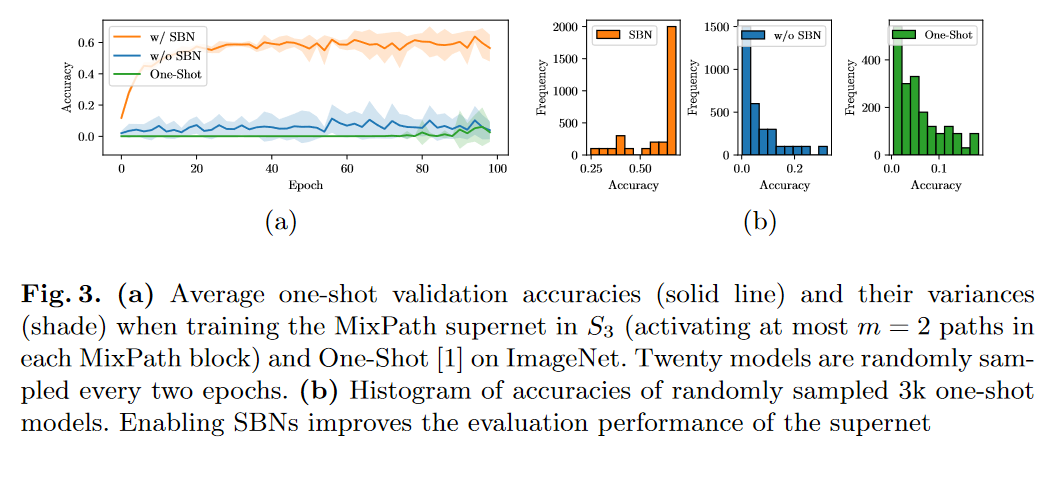 w/ SBN
w/o SBN
One-Shot
Accuracy
0.6
0.4
0.2
0.0
0
20
40
60
80
100
Epoch
(a)
SBN
Frequency
2000
1500
1000
500
0
0.25
0.50
Accuracy
w/o SBN
Frequency
1500
1000
500
0
0.0
0.2
Accuracy
One-Shot
Frequency
400
200
0
0.0
0.1
Accuracy
(b)
Fig. 3. (a) Average one-shot validation accuracies (solid line) and their variances
(shade) when training the MixPath supernet in S₃ (activating at most m = 2 paths in
each MixPath block) and One-Shot [1] on ImageNet. Twenty models are randomly sam-
pled every two epochs. (b) Histogram of accuracies of randomly sampled 3k one-shot
models. Enabling SBNs improves the evaluation performance of the supernet